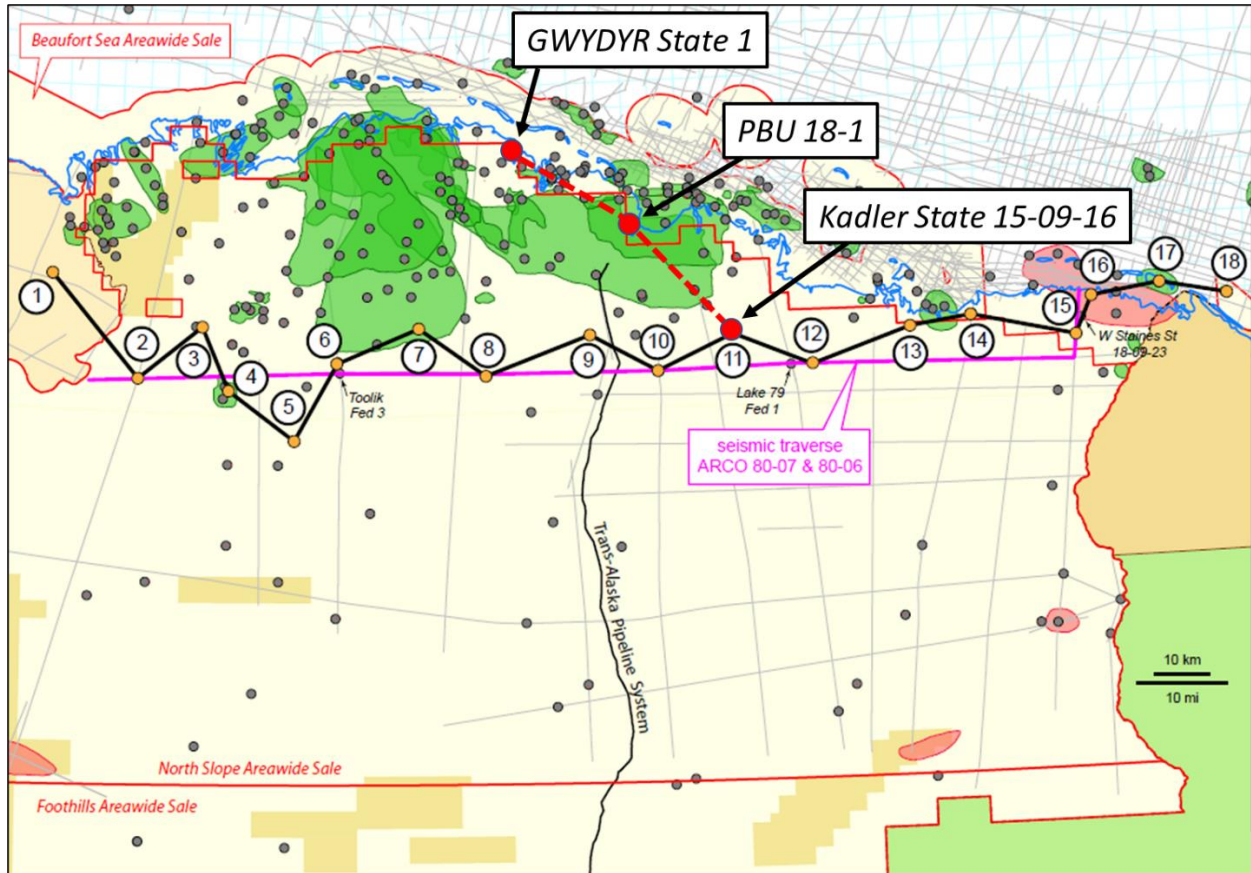 Beaufort Sea Areawide Sale
GWYDYR State 1
PBU 18-1
Kadler State 15-09-16
1
2
3
4
5
6
7
8
9
10
11
12
13
14
15
16
17
18
W Staines St
18-09-23
Toolik
Fed 3
Lake 79
Fed 1
seismic traverse
ARCO 80-07 & 80-06
Trans-Alaska Pipeline System
10 km
10 mi
North Slope Areawide Sale
Foothills Areawide Sale